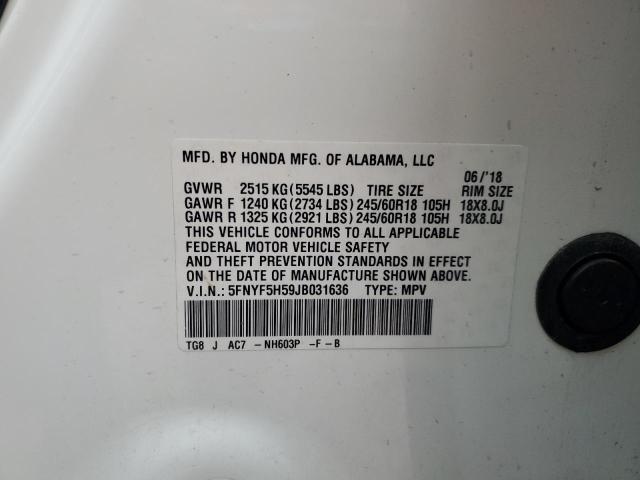 MFD. BY HONDA MFG. OF ALABAMA, LLC
06/'18
GVWR 2515 KG(5545 LBS) TIRE SIZE RIM SIZE
GAWR F 1240 KG(2734 LBS)245/60R18 105H 18X8.0J
GAWR R 1325 KG(2921 LBS)245/60R18 105H 18X8.0J
THIS VEHICLE CONFORMS TO ALL APPLICABLE
FEDERAL MOTOR VEHICLE SAFETY
AND THEFT PREVENTION STANDARDS IN EFFECT
ON THE DATE OF MANUFACTURE SHOWN ABOVE.
V.I.N.: 5FNYF5H59JB031636 TYPE: MPV
TG8 J AC7 -NH603P -F-B